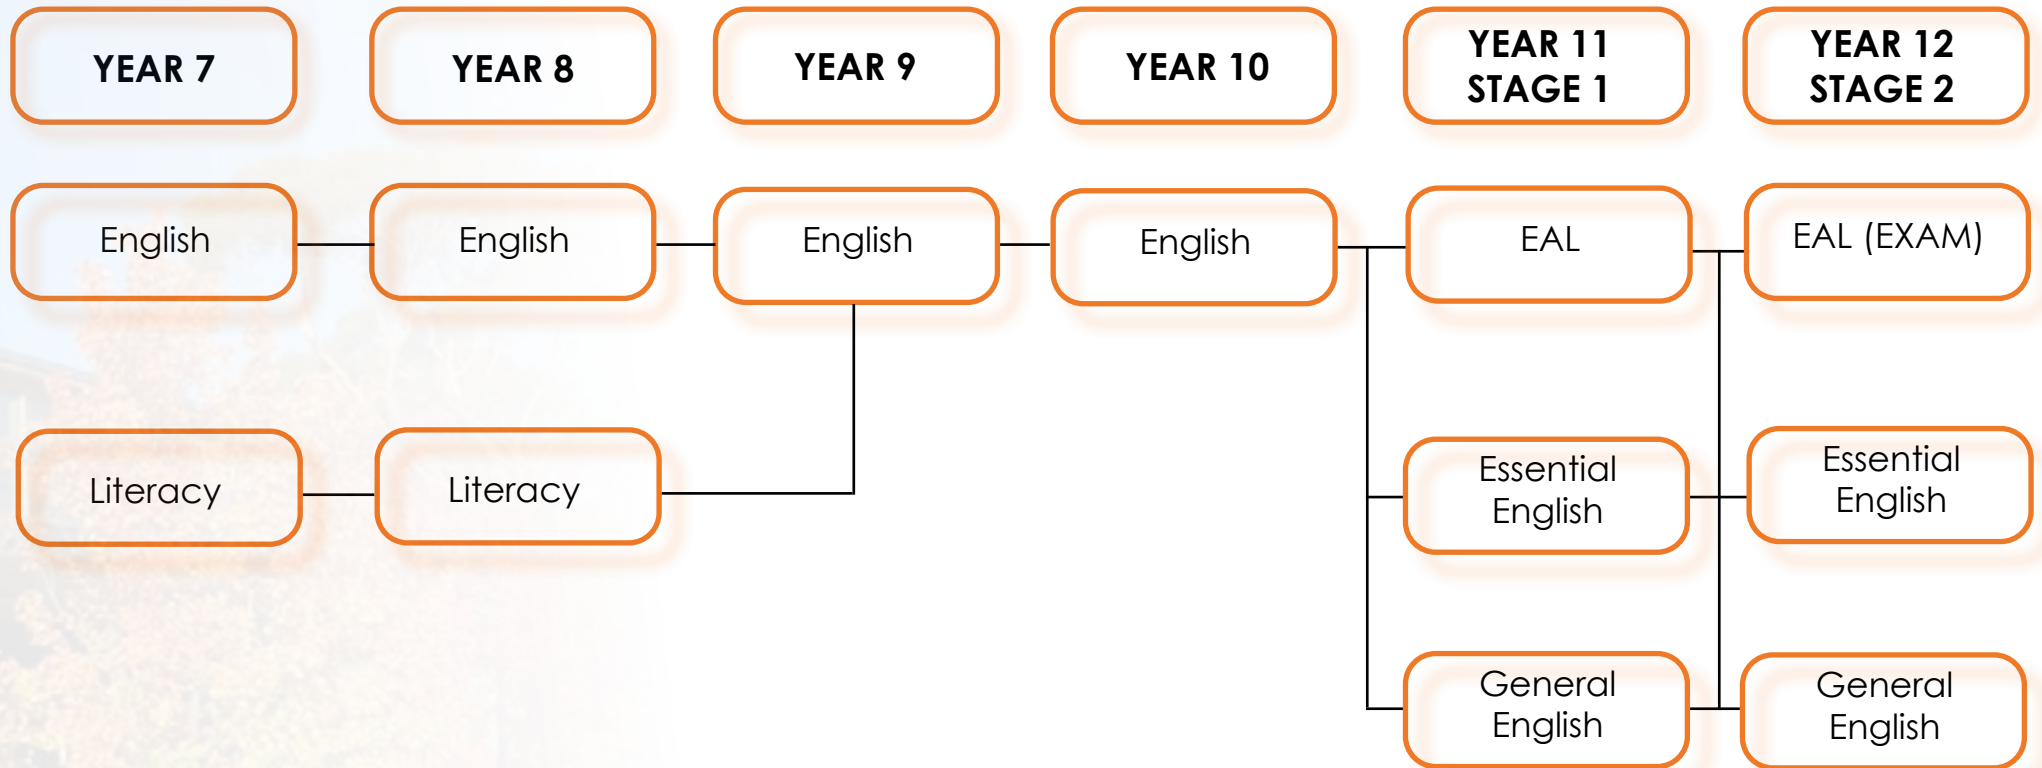 YEAR 7
YEAR 8
YEAR 9
YEAR 10
YEAR 11
STAGE 1
YEAR 12
STAGE 2
English
English
English
English
EAL
EAL (EXAM)
Literacy
Literacy
Essential
English
Essential
English
General
English
General
English